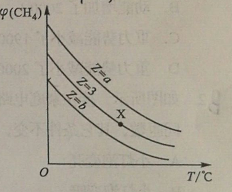 φ(CH₄)
Z=a
Z=3
Z=b
X
O
T/℃